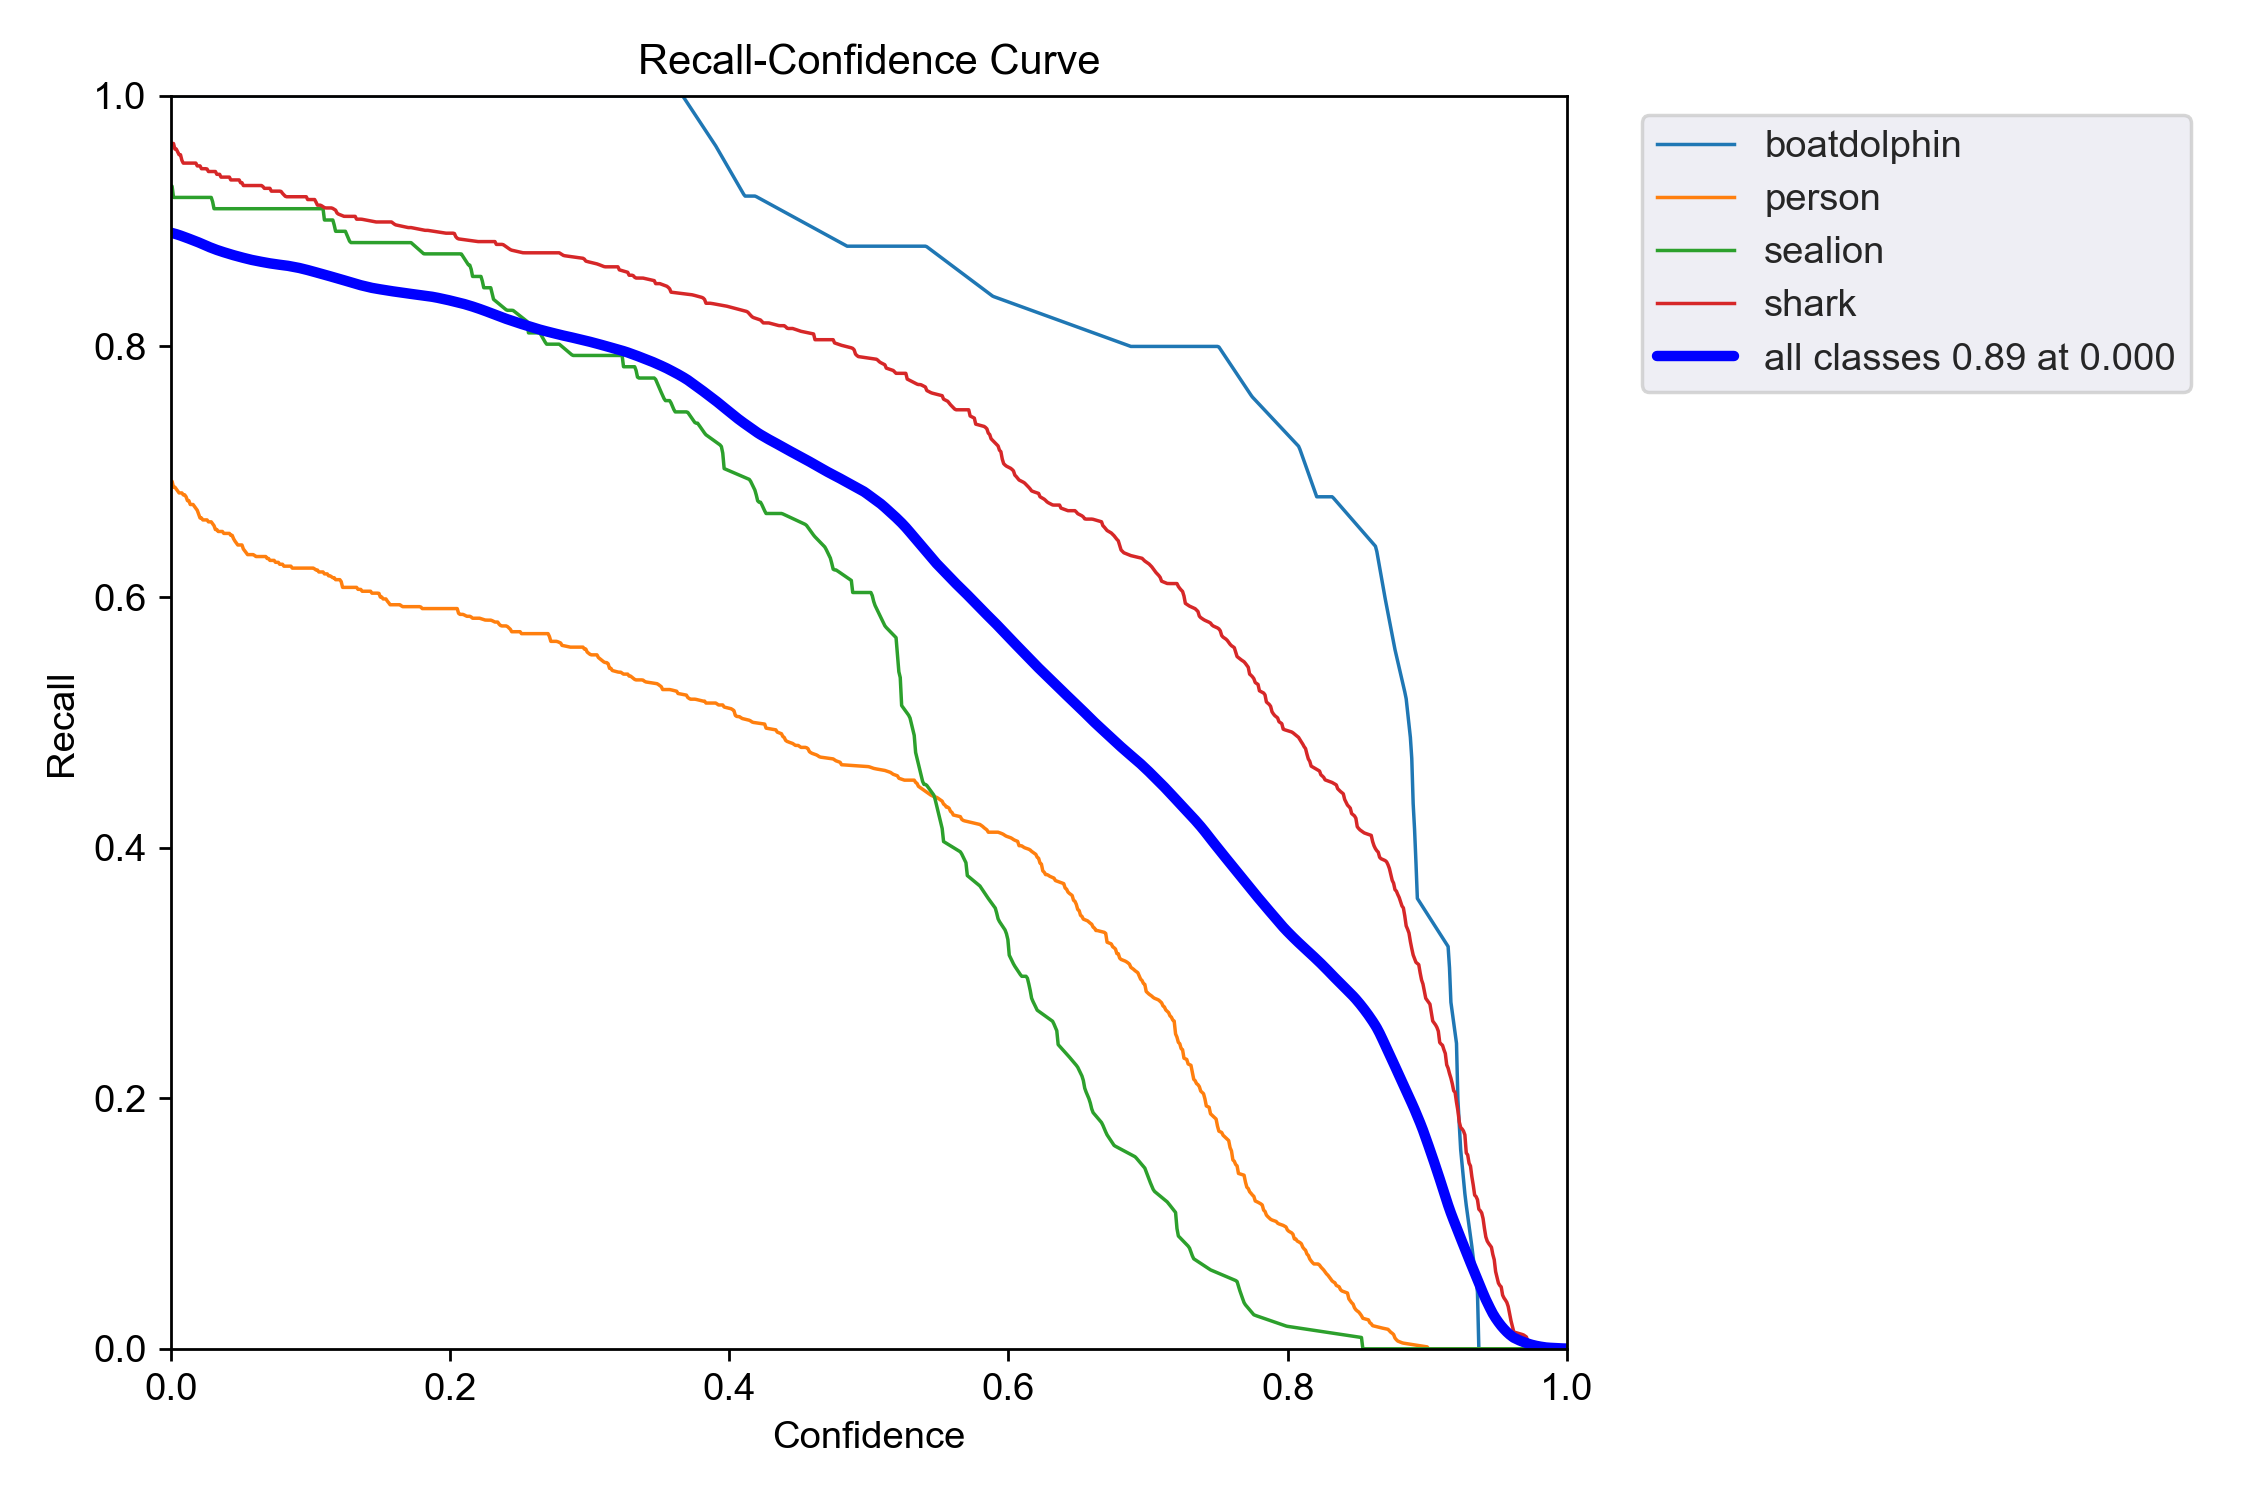 Recall-Confidence Curve
1.0
0.8
0.6
0.4
0.2
0.0
Recall
0.0 0.2 0.4 0.6 0.8 1.0
Confidence
boatdolphin
person
sealion
shark
all classes 0.89 at 0.000